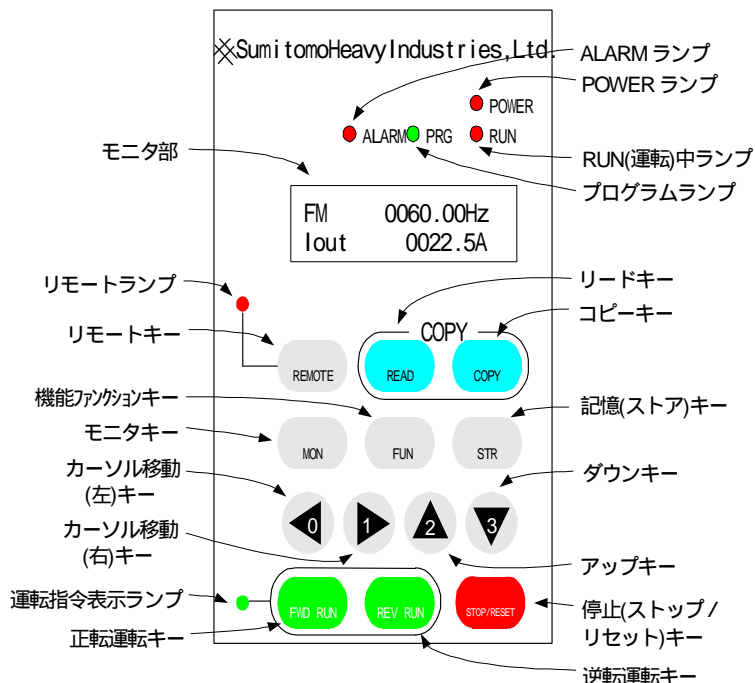 SumitomoHeavyIndustries,Ltd.
ALARM ランプ
POWER ランプ
POWER
ALARM
PRG
RUN
モニタ部
RUN(運転)中ランプ
プログラムランプ
FM 0060.00Hz
Iout 0022.5A
リモートランプ
リードキー
コピーキー
リモートキー
COPY
REMOTE
READ
COPY
機能ファンクションキー
記憶(ストア)キー
モニタキー
MON
FUN
STR
カーソル移動
(左)キー
ダウンキー
0
1
2
3
カーソル移動
(右)キー
アップキー
運転指令表示ランプ
FWD RUN
REV RUN
STOP/RESET
停止(ストップ/
リセット)キー
正転運転キー
逆転運転キー